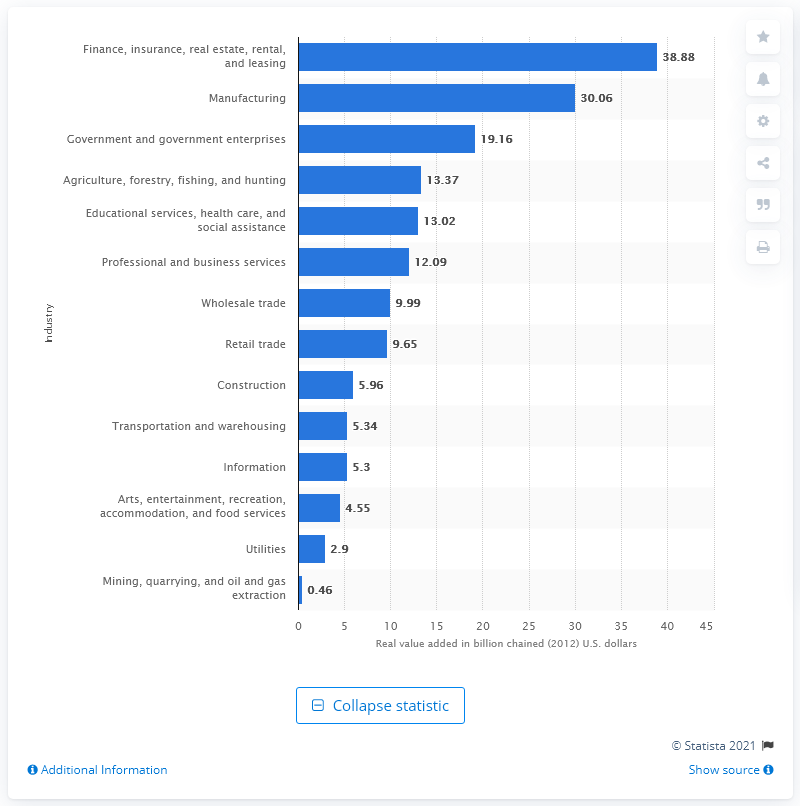 Finance, insurance, real estate, rental,
and leasing
38.88
Manufacturing
30.06
Government and government enterprises
19.16
Agriculture, forestry, fishing, and hunting
13.37
Educational services, health care, and
social assistance
13.02
Professional and business services
12.09
Wholesale trade
9.99
Retail trade
9.65
Construction
5.96
Transportation and warehousing
5.34
Information
5.3
Arts, entertainment, recreation,
accommodation, and food services
4.55
Utilities
2.9
Mining, quarrying, and oil and gas
extraction
0.46
Industry
0 5 10 15 20 25 30 35 40 45
Real value added in billion chained (2012) U.S. dollars
Collapse statistic
© Statista 2021
Additional Information
Show source